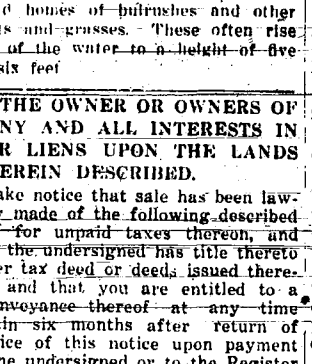 d homes of bulrushes and other
s and grasses. These often rise
of the water to a height of five
six feet
THE OWNER OR OWNERS OF
NY AND ALL INTERESTS IN
R LIENS UPON THE LANDS
EREIN DESCRIBED.
ake notice that sale has been law-
y made of the following described
for unpaid taxes thereon, and
the undersigned has title thereto
er tax deed or deeds issued there-
and that you are entitled to a
nveyance thereof at any time
in six months after return of
ice of this notice upon payment
he undersigned or to the Register